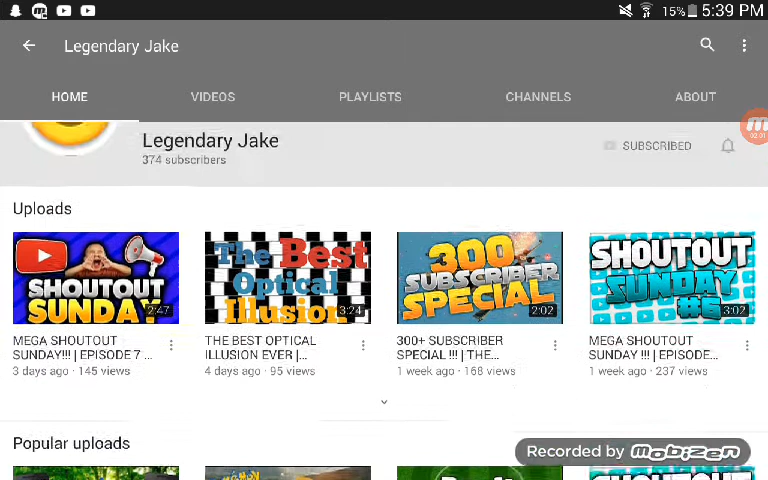 15% 5:39 PM
Legendary Jake
HOME VIDEOS PLAYLISTS CHANNELS ABOUT
Legendary Jake
374 subscribers
SUBSCRIBED
Uploads
SHOUTOUT
SUNDAY
2:47
The Best
Optical
Illusion
3:24
300
SUBSCRIBER
SPECIAL
2:02
SHOUTOUT
SUNDAY
#6
3:02
MEGA SHOUTOUT
SUNDAY!!! | EPISODE 7 ...
3 days ago · 145 views
THE BEST OPTICAL
ILLUSION EVER |...
4 days ago · 95 views
300+ SUBSCRIBER
SPECIAL !!! | THE...
1 week ago · 168 views
MEGA SHOUTOUT
SUNDAY !!! | EPISODE...
1 week ago · 237 views
Popular uploads
Recorded by mobizen